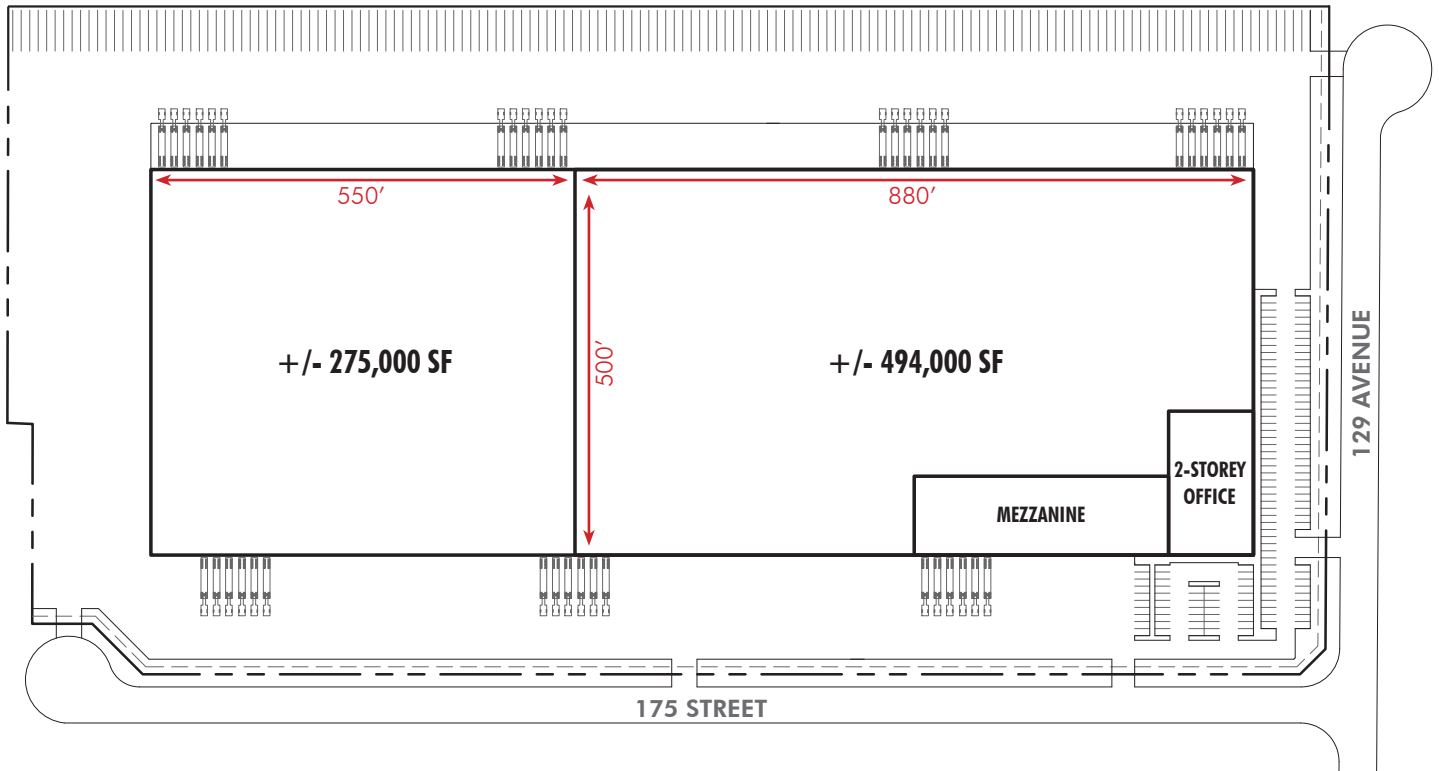 550′
880′
+/- 275,000 SF
500′
+/- 494,000 SF
129 AVENUE
2-STOREY
OFFICE
MEZZANINE
175 STREET